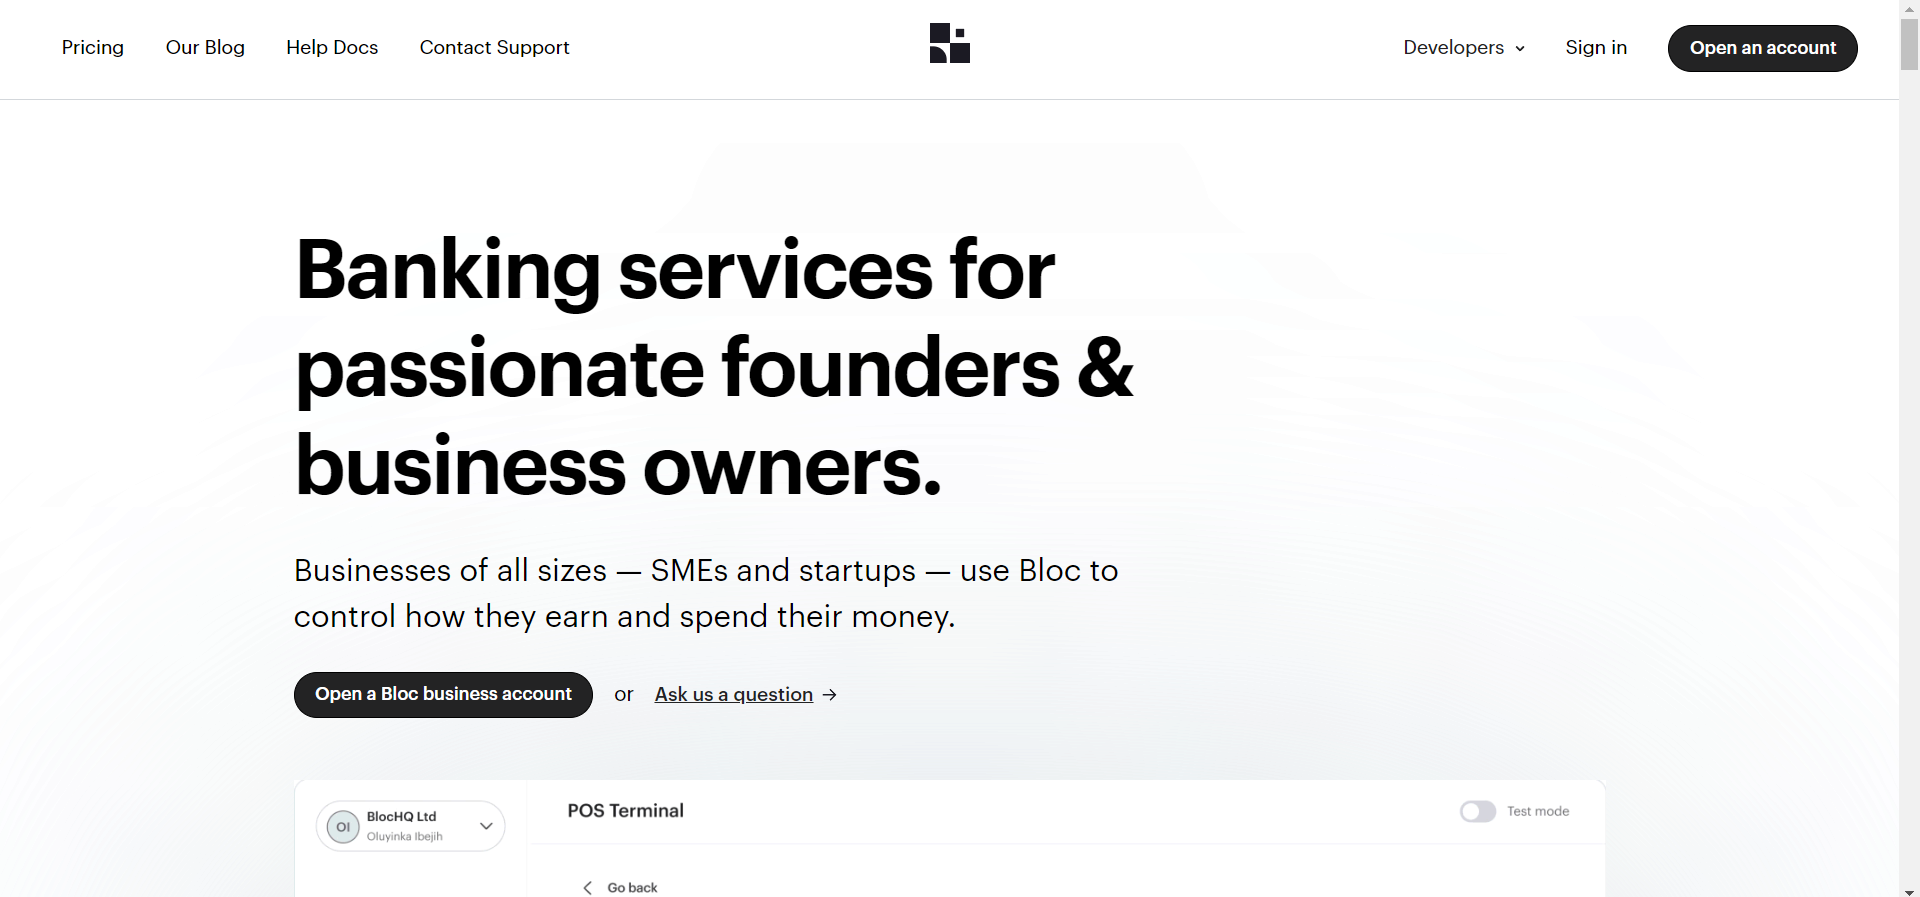 Pricing Our Blog Help Docs Contact Support Developers Sign in Open an account
Banking services for
passionate founders &
business owners.
Businesses of all sizes — SMEs and startups — use Bloc to
control how they earn and spend their money.
Open a Bloc business account or Ask us a question →
OI BlocHQ Ltd
Oluyinka Ibejih
POS Terminal Test mode
Go back